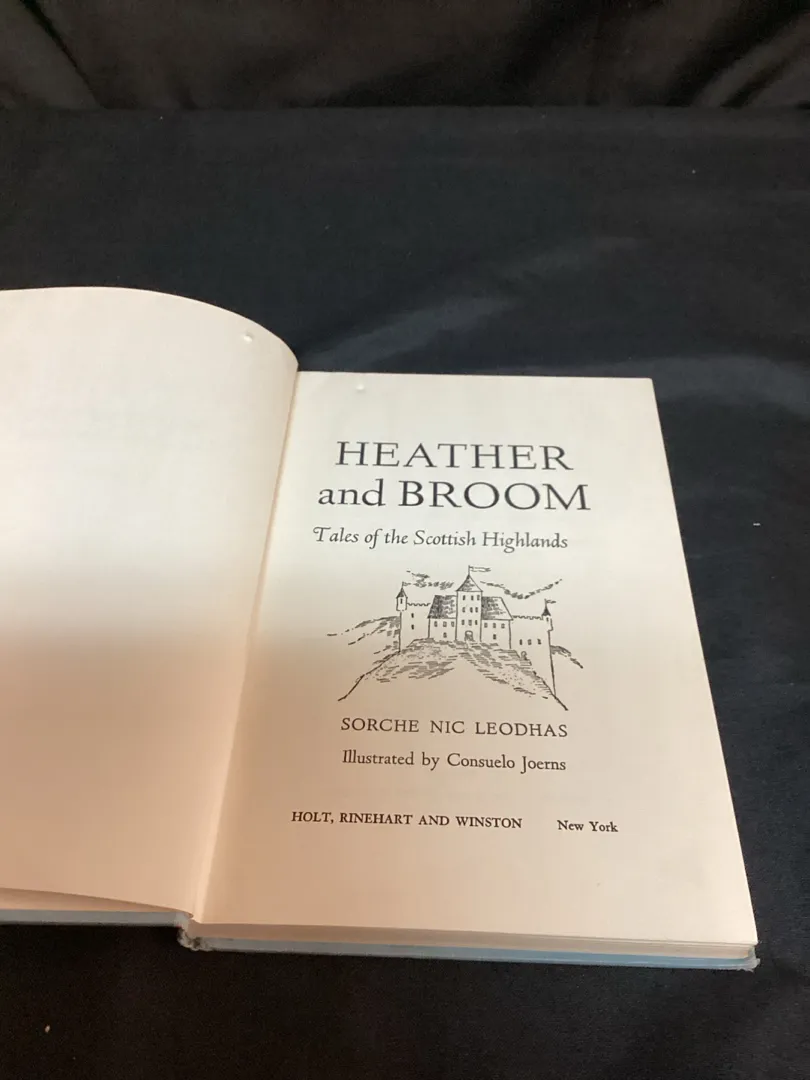 HEATHER
and BROOM
Tales of the Scottish Highlands
SORCHE NIC LEODHAS
Illustrated by Consuelo Joerns
HOLT, RINEHART AND WINSTON New York